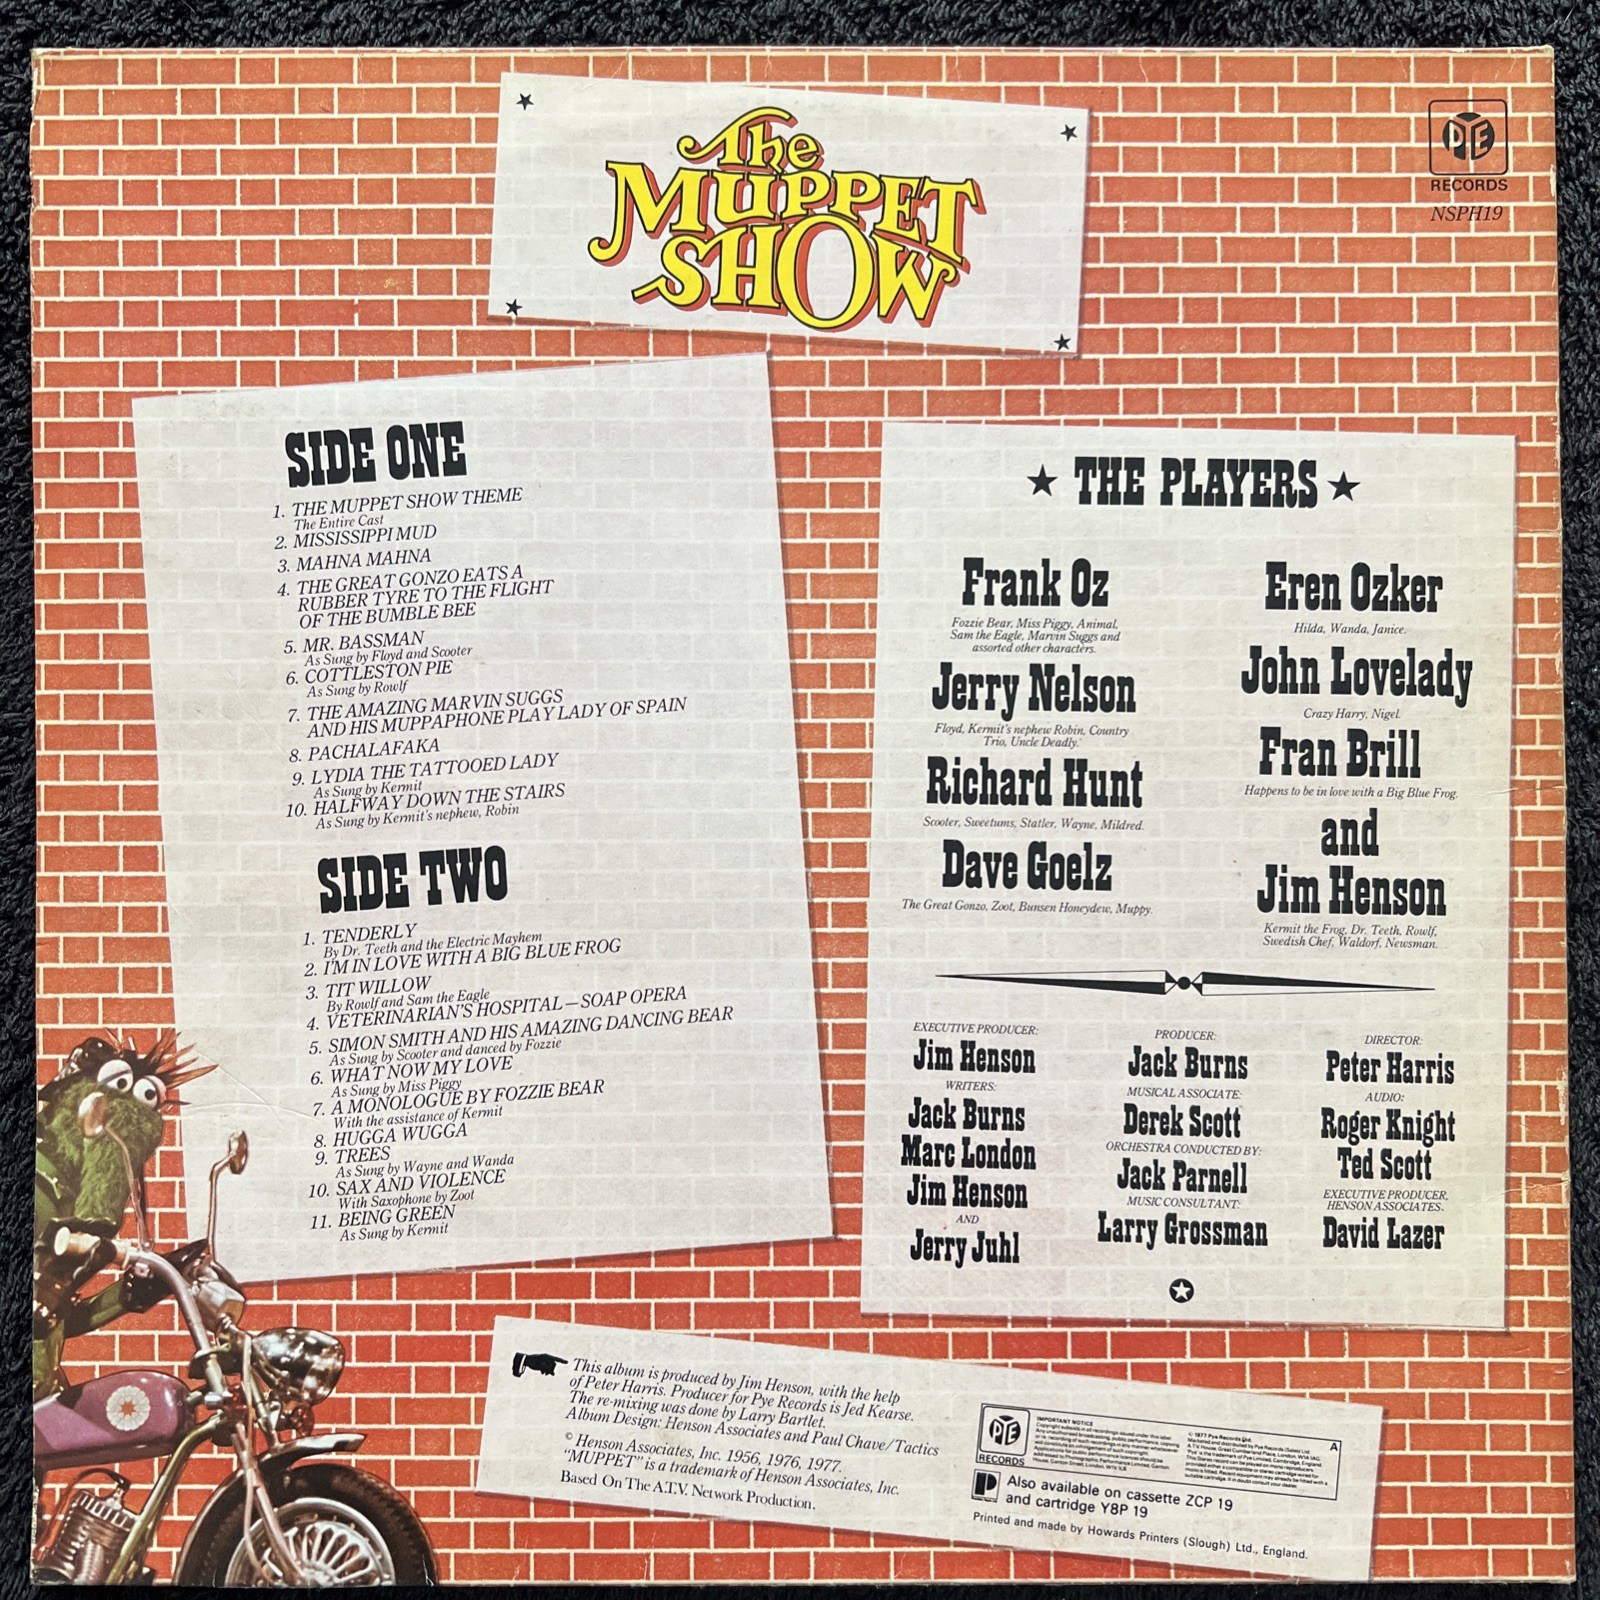 The
MUPPET
SHOW
PYE
RECORDS
NSPH19
SIDE ONE
1. THE MUPPET SHOW THEME
The Entire Cast
2. MISSISSIPPI MUD
3. MAHNA MAHNA
4. THE GREAT GONZO EATS A
RUBBER TYRE TO THE FLIGHT
OF THE BUMBLE BEE
5. MR. BASSMAN
As Sung by Floyd and Scooter
6. COTTLESTON PIE
As Sung by Rowlf
7. THE AMAZING MARVIN SUGGS
AND HIS MUPPAPHONE PLAY LADY OF SPAIN
8. PACHALAFAKA
9. LYDIA THE TATTOOED LADY
As Sung by Kermit
10. HALFWAY DOWN THE STAIRS
As Sung by Kermit's nephew, Robin
SIDE TWO
1. TENDERLY
By Dr. Teeth and the Electric Mayhem
2. I'M IN LOVE WITH A BIG BLUE FROG
3. TIT WILLOW
By Rowlf and Sam the Eagle
4. VETERINARIAN'S HOSPITAL—SOAP OPERA
5. SIMON SMITH AND HIS AMAZING DANCING BEAR
As Sung by Scooter and danced by Fozzie
6. WHAT NOW MY LOVE
As Sung by Miss Piggy
7. A MONOLOGUE BY FOZZIE BEAR
With the assistance of Kermit
8. HUGGA WUGGA
9. TREES
As Sung by Wayne and Wanda
10. SAX AND VIOLENCE
With Saxophone by Zoot
11. BEING GREEN
As Sung by Kermit
★ THE PLAYERS ★
Frank Oz
Fozzie Bear, Miss Piggy, Animal,
Sam the Eagle, Marvin Suggs and
assorted other characters.
Jerry Nelson
Floyd, Kermit's nephew Robin, Country
Trio, Uncle Deadly.
Richard Hunt
Scooter, Sweetums, Statler, Wayne, Mildred.
Dave Goelz
The Great Gonzo, Zoot, Bunsen Honeydew, Muppy.
Eren Ozker
Hilda, Wanda, Janice.
John Lovelady
Crazy Harry, Nigel.
Fran Brill
Happens to be in love with a Big Blue Frog.
and
Jim Henson
Kermit the Frog, Dr. Teeth, Rowlf,
Swedish Chef, Waldorf, Newsman.
EXECUTIVE PRODUCER:
Jim Henson
WRITERS:
Jack Burns
Marc London
Jim Henson
AND
Jerry Juhl
PRODUCER:
Jack Burns
MUSICAL ASSOCIATE:
Derek Scott
ORCHESTRA CONDUCTED BY:
Jack Parnell
MUSIC CONSULTANT:
Larry Grossman
DIRECTOR:
Peter Harris
AUDIO:
Roger Knight
Ted Scott
EXECUTIVE PRODUCER,
HENSON ASSOCIATES.
David Lazer
This album is produced by Jim Henson, with the help
of Peter Harris. Producer for Pye Records is Jed Kearse.
The re-mixing was done by Larry Bartlet.
Album Design: Henson Associates and Paul Chave/Tactics
© Henson Associates, Inc. 1956, 1976, 1977.
"MUPPET" is a trademark of Henson Associates, Inc.
Based On The A.T.V. Network Production.
PYE
RECORDS
IMPORTANT NOTICE
© 1977 Pye Records Ltd.
A
P
Also available on cassette ZCP 19
and cartridge Y8P 19
Printed and made by Howards Printers (Slough) Ltd., England.